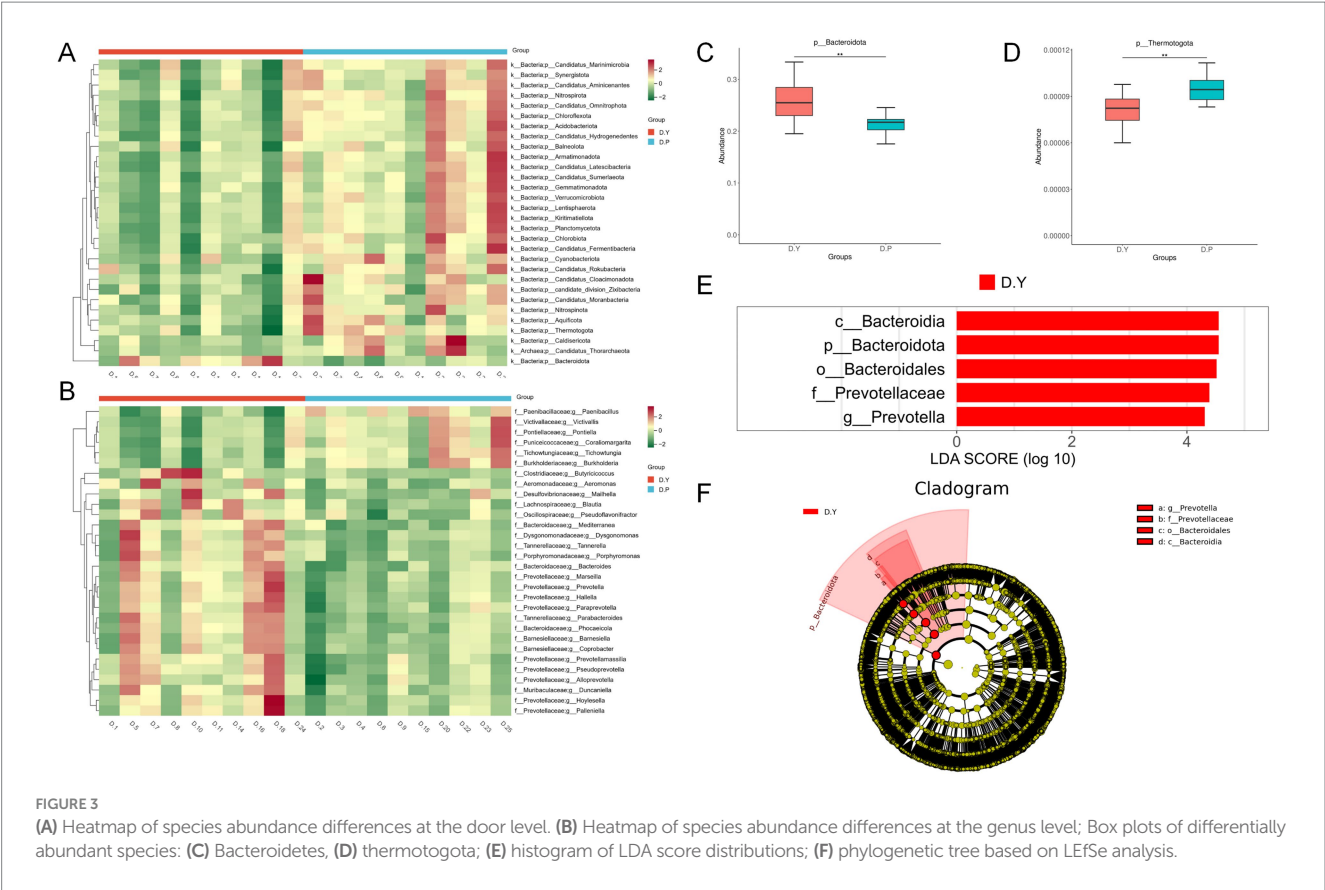 A
Group
k__Bacteria;p__Candidatus_Marinimicrobia
k__Bacteria;p__Synergistota
k__Bacteria;p__Candidatus_Aminicenantes
k__Bacteria;p__Nitrospirota
k__Bacteria;p__Candidatus_Omnitrophota
k__Bacteria;p__Chloroflexota
k__Bacteria;p__Acidobacteriota
k__Bacteria;p__Candidatus_Hydrogenedentes
k__Bacteria;p__Balneolota
k__Bacteria;p__Armatimonadota
k__Bacteria;p__Candidatus_Latescibacteria
k__Bacteria;p__Candidatus_Sumerlaeota
k__Bacteria;p__Gemmatimonadota
k__Bacteria;p__Verrucomicrobiota
k__Bacteria;p__Lentisphaerota
k__Bacteria;p__Kiritimatiellota
k__Bacteria;p__Planctomycetota
k__Bacteria;p__Chlorobiota
k__Bacteria;p__Candidatus_Fermentibacteria
k__Bacteria;p__Cyanobacteriota
k__Bacteria;p__Candidatus_Rokubacteria
k__Bacteria;p__Candidatus_Cloacimonadota
k__Bacteria;p__candidate_division_Zixibacteria
k__Bacteria;p__Candidatus_Moranbacteria
k__Bacteria;p__Nitrospinota
k__Bacteria;p__Aquificota
k__Bacteria;p__Thermotogota
k__Bacteria;p__Caldisericota
k__Archaea;p__Candidatus_Thorarchaeota
k__Bacteria;p__Bacteroidota
2
0
−2
Group
D.Y
D.P
B
Group
f__Paenibacillaceae;g__Paenibacillus
f__Victivallaceae;g__Victivallis
f__Pontiellaceae;g__Pontiella
f__Puniceicoccaceae;g__Coraliomargarita
f__Tichowtungiaceae;g__Tichowtungia
f__Burkholderiaceae;g__Burkholderia
f__Clostridiaceae;g__Butyricicoccus
f__Aeromonadaceae;g__Aeromonas
f__Desulfovibrionaceae;g__Mailhella
f__Lachnospiraceae;g__Blautia
f__Oscillospiraceae;g__Pseudoflavonifractor
f__Bacteroidaceae;g__Mediterranea
f__Dysgonomonadaceae;g__Dysgonomonas
f__Tannerellaceae;g__Tannerella
f__Porphyromonadaceae;g__Porphyromonas
f__Bacteroidaceae;g__Bacteroides
f__Prevotellaceae;g__Marseilla
f__Prevotellaceae;g__Prevotella
f__Prevotellaceae;g__Hallella
f__Prevotellaceae;g__Paraprevotella
f__Tannerellaceae;g__Parabacteroides
f__Bacteroidaceae;g__Phocaeicola
f__Barnesiellaceae;g__Barnesiella
f__Barnesiellaceae;g__Coprobacter
f__Prevotellaceae;g__Prevotellamassilia
f__Prevotellaceae;g__Pseudoprevotella
f__Prevotellaceae;g__Alloprevotella
f__Muribaculaceae;g__Duncaniella
f__Prevotellaceae;g__Hoylesella
f__Prevotellaceae;g__Palleniella
2
0
−2
Group
D.Y
D.P
D.1 D.5 D.7 D.8 D.10 D.11 D.14 D.16 D.18 D.24 D.2 D.3 D.4 D.6 D.9 D.15 D.20 D.22 D.23 D.25
C
p__Bacteroidota
**
0.3
0.2
0.1
0.0
Abundance
D.Y D.P
Groups
D
p__Thermotogota
**
0.00012
0.00009
0.00006
0.00003
0.00000
Abundance
D.Y D.P
Groups
E
D.Y
c__Bacteroidia
p__Bacteroidota
o__Bacteroidales
f__Prevotellaceae
g__Prevotella
0 2 4
LDA SCORE (log 10)
F
Cladogram
D.Y
p__Bacteroidota
d
c
b
a
a: g__Prevotella
b: f__Prevotellaceae
c: o__Bacteroidales
d: c__Bacteroidia
FIGURE 3
(A) Heatmap of species abundance differences at the door level. (B) Heatmap of species abundance differences at the genus level; Box plots of differentially
abundant species: (C) Bacteroidetes, (D) thermotogota; (E) histogram of LDA score distributions; (F) phylogenetic tree based on LEfSe analysis.